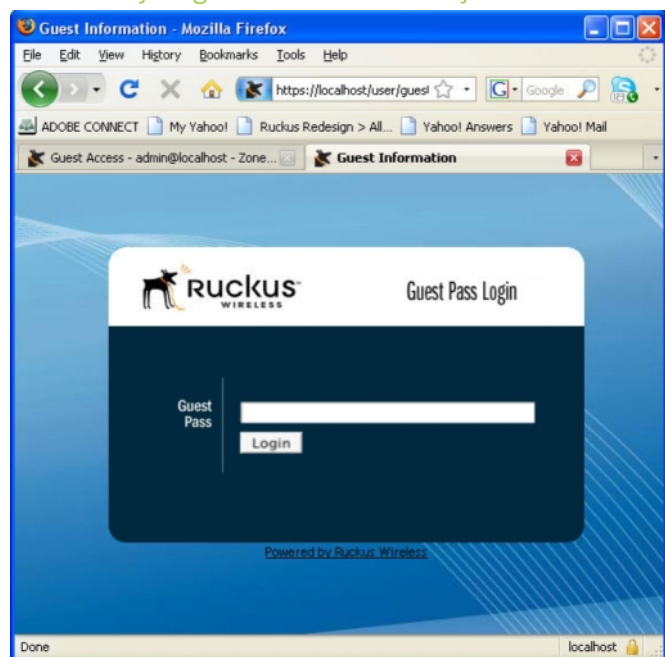 Guest Information - Mozilla Firefox
File Edit View History Bookmarks Tools Help
https://localhost/user/guest
G Google
ADOBE CONNECT My Yahoo! Ruckus Redesign > All... Yahoo! Answers Yahoo! Mail
Guest Access - admin@localhost - Zone... Guest Information
RUCKUS WIRELESS
Guest Pass Login
Guest
Pass
Login
Powered by Ruckus Wireless
Done localhost